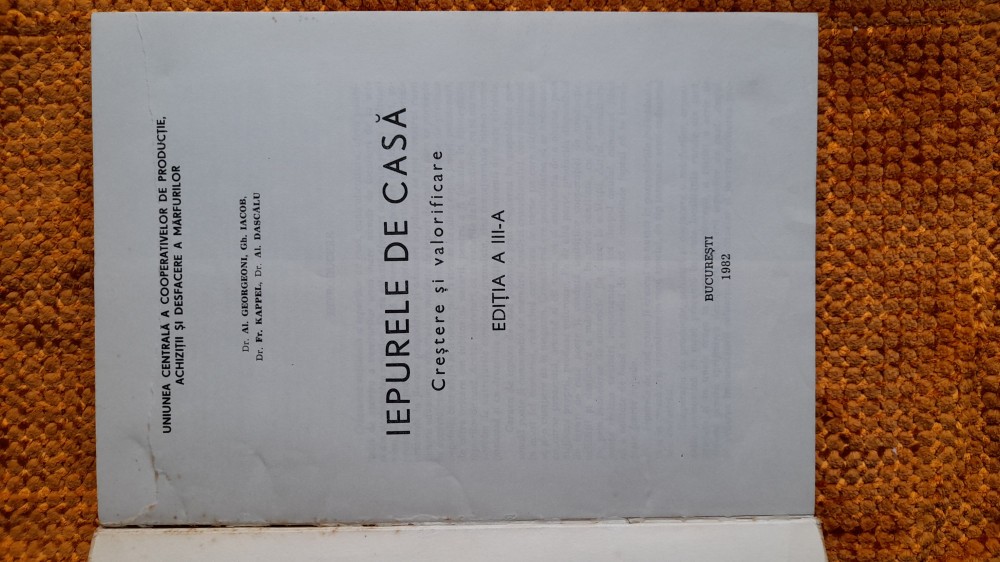 UNIUNEA CENTRALĂ A COOPERATIVELOR DE PRODUCȚIE,
ACHIZIȚII ȘI DESFACERE A MĂRFURILOR
Dr. Al. GEORGEONI, Gh. IACOB,
Dr. Fr. KAPPEL, Dr. Al. DASCĂLU
IEPURELE DE CASĂ
Creștere și valorificare
EDIȚIA A III-A
BUCUREȘTI
1982